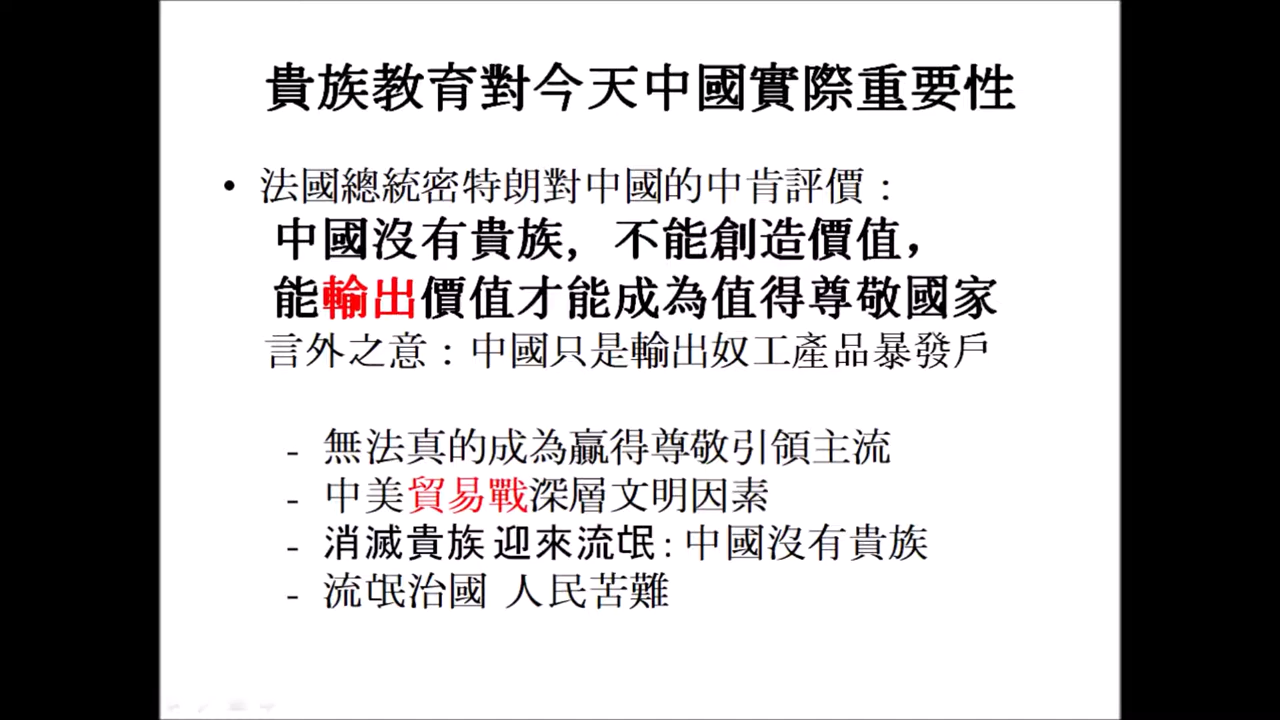 貴族教育對今天中國實際重要性
• 法國總統密特朗對中國的中肯評價：
中國沒有貴族，不能創造價值，
能輸出價值才能成為值得尊敬國家
言外之意：中國只是輸出奴工產品暴發戶
- 無法真的成為贏得尊敬引領主流
- 中美貿易戰深層文明因素
- 消滅貴族 迎來流氓：中國沒有貴族
- 流氓治國 人民苦難